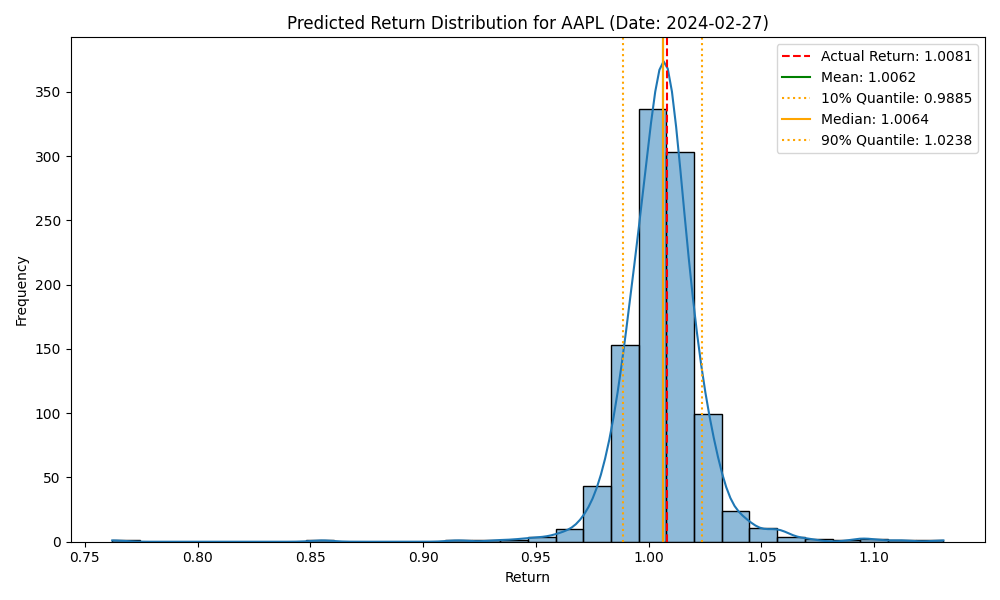 Predicted Return Distribution for AAPL (Date: 2024-02-27)
Actual Return: 1.0081
Mean: 1.0062
10% Quantile: 0.9885
Median: 1.0064
90% Quantile: 1.0238
Frequency
350
300
250
200
150
100
50
0
0.75 0.80 0.85 0.90 0.95 1.00 1.05 1.10
Return